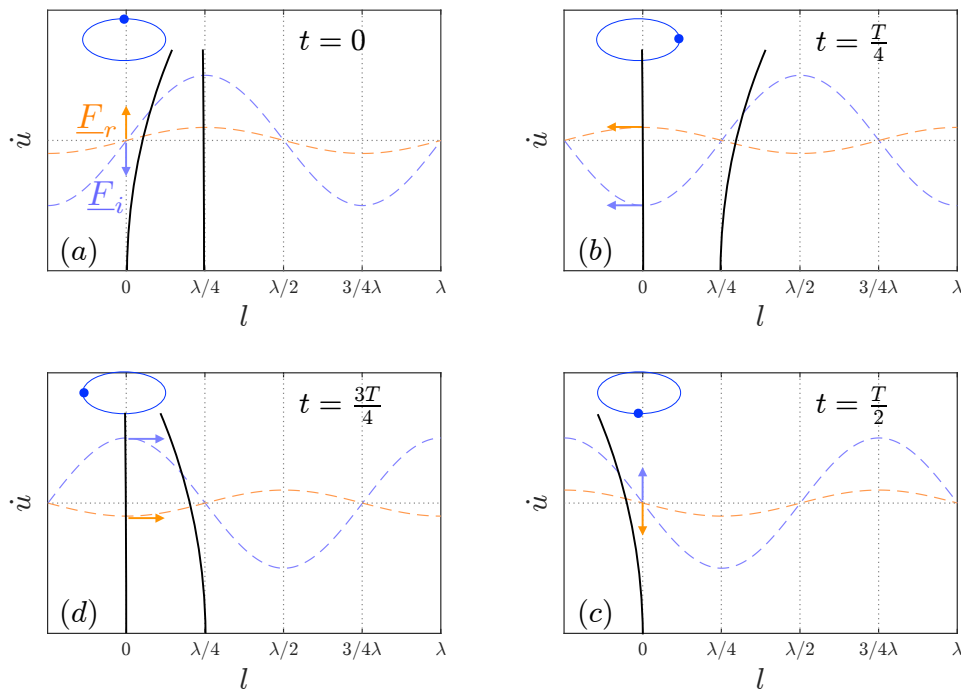 t = 0
u̇
F_r
F_i
(a)
0 λ/4 λ/2 3/4λ λ
l
t = T/4
u̇
(b)
0 λ/4 λ/2 3/4λ λ
l
t = 3T/4
u̇
(d)
0 λ/4 λ/2 3/4λ λ
l
t = T/2
u̇
(c)
0 λ/4 λ/2 3/4λ λ
l